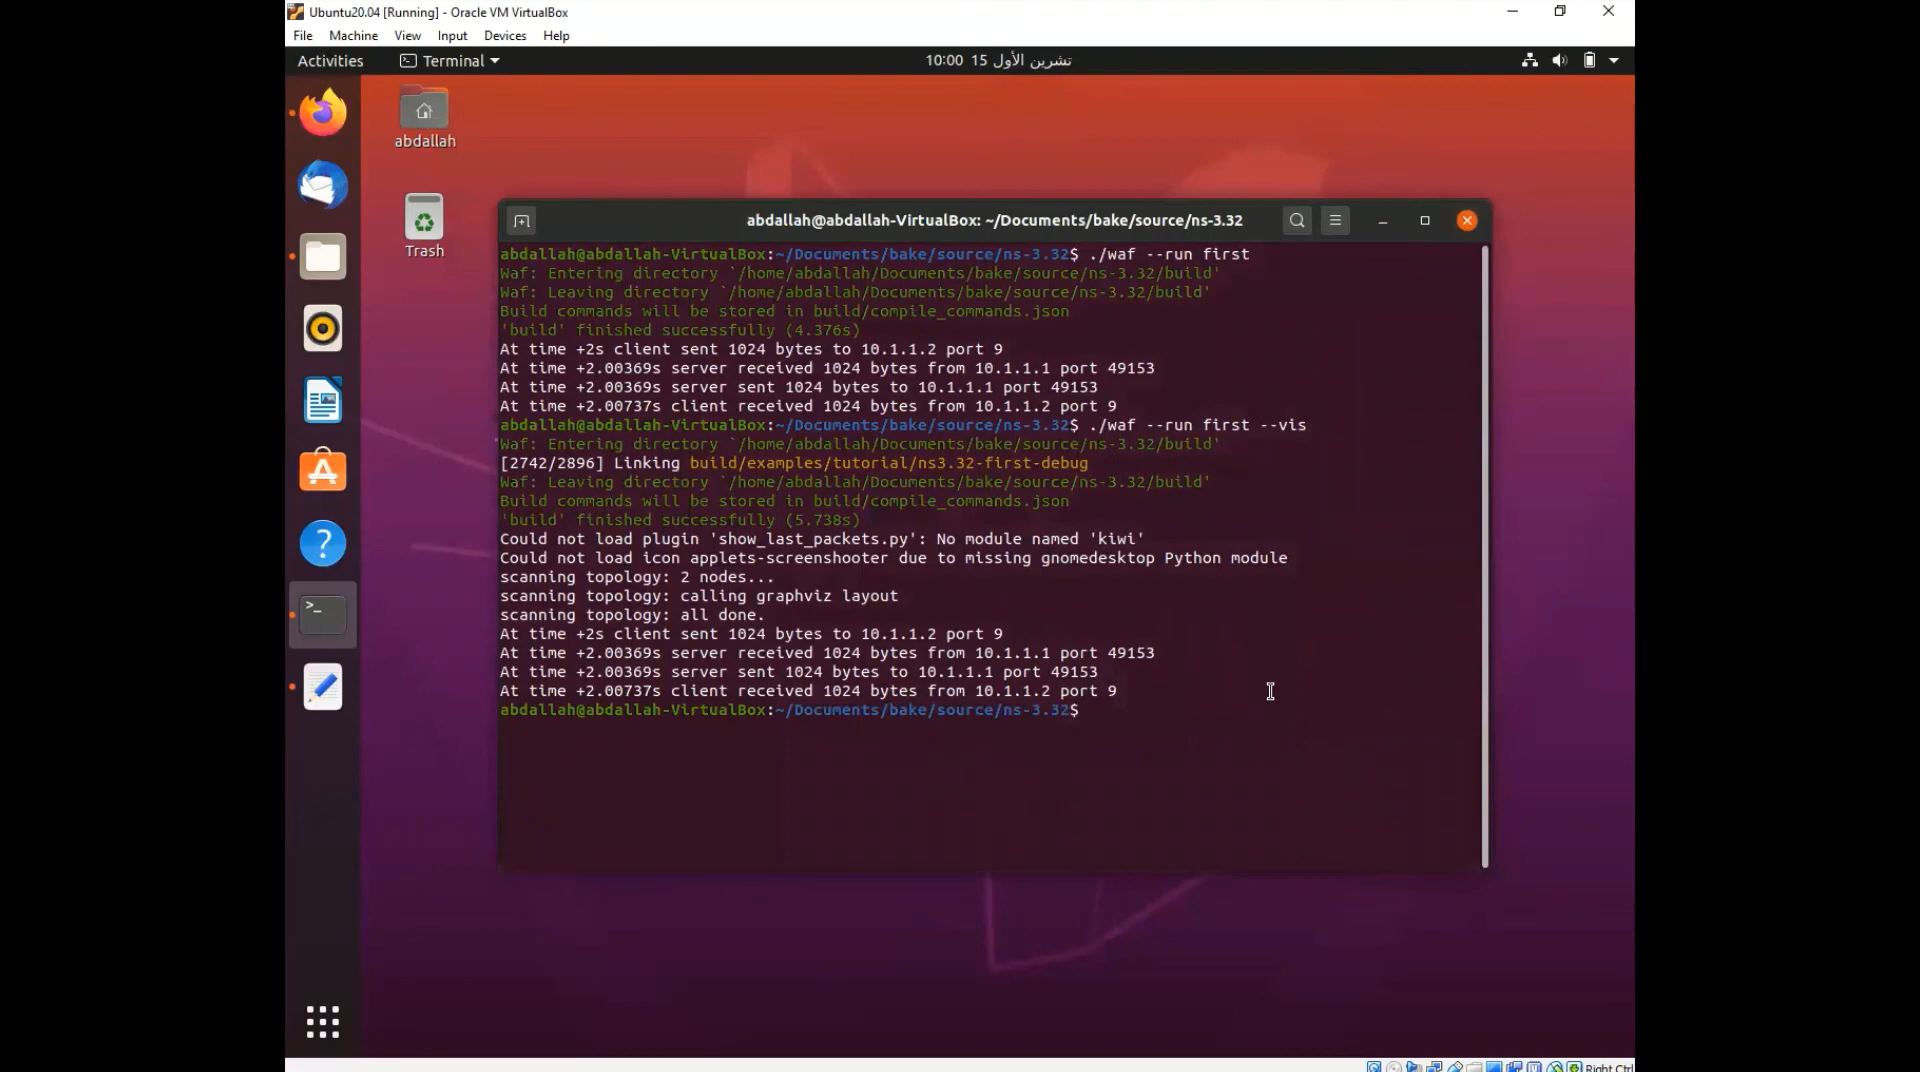 Ubuntu20.04 [Running] - Oracle VM VirtualBox
File Machine View Input Devices Help
Activities Terminal 10:00 15 تشرين الأول
abdallah
Trash
abdallah@abdallah-VirtualBox: ~/Documents/bake/source/ns-3.32
abdallah@abdallah-VirtualBox:~/Documents/bake/source/ns-3.32$ ./waf --run first
Waf: Entering directory `/home/abdallah/Documents/bake/source/ns-3.32/build'
Waf: Leaving directory `/home/abdallah/Documents/bake/source/ns-3.32/build'
Build commands will be stored in build/compile_commands.json
'build' finished successfully (4.376s)
At time +2s client sent 1024 bytes to 10.1.1.2 port 9
At time +2.00369s server received 1024 bytes from 10.1.1.1 port 49153
At time +2.00369s server sent 1024 bytes to 10.1.1.1 port 49153
At time +2.00737s client received 1024 bytes from 10.1.1.2 port 9
abdallah@abdallah-VirtualBox:~/Documents/bake/source/ns-3.32$ ./waf --run first --vis
Waf: Entering directory `/home/abdallah/Documents/bake/source/ns-3.32/build'
[2742/2896] Linking build/examples/tutorial/ns3.32-first-debug
Waf: Leaving directory `/home/abdallah/Documents/bake/source/ns-3.32/build'
Build commands will be stored in build/compile_commands.json
'build' finished successfully (5.738s)
Could not load plugin 'show_last_packets.py': No module named 'kiwi'
Could not load icon applets-screenshooter due to missing gnomedesktop Python module
scanning topology: 2 nodes...
scanning topology: calling graphviz layout
scanning topology: all done.
At time +2s client sent 1024 bytes to 10.1.1.2 port 9
At time +2.00369s server received 1024 bytes from 10.1.1.1 port 49153
At time +2.00369s server sent 1024 bytes to 10.1.1.1 port 49153
At time +2.00737s client received 1024 bytes from 10.1.1.2 port 9
abdallah@abdallah-VirtualBox:~/Documents/bake/source/ns-3.32$
Right Ctrl